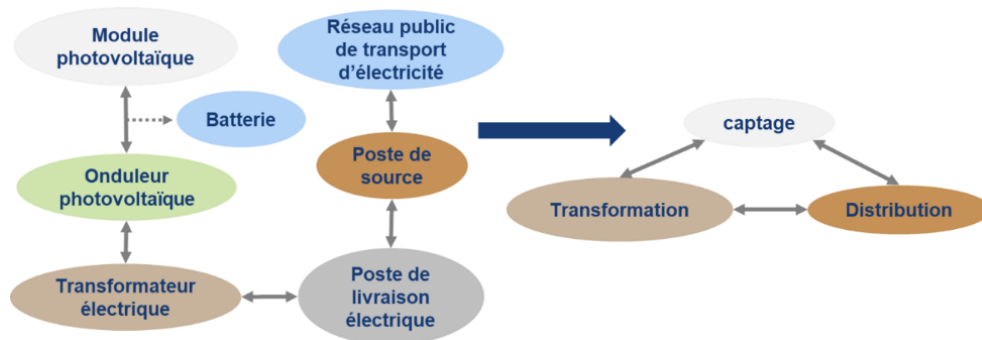 Module
photovoltaïque
Réseau public
de transport
d'électricité
Batterie
Onduleur
photovoltaïque
Poste de
source
Transformateur
électrique
Poste de
livraison
électrique
captage
Transformation
Distribution